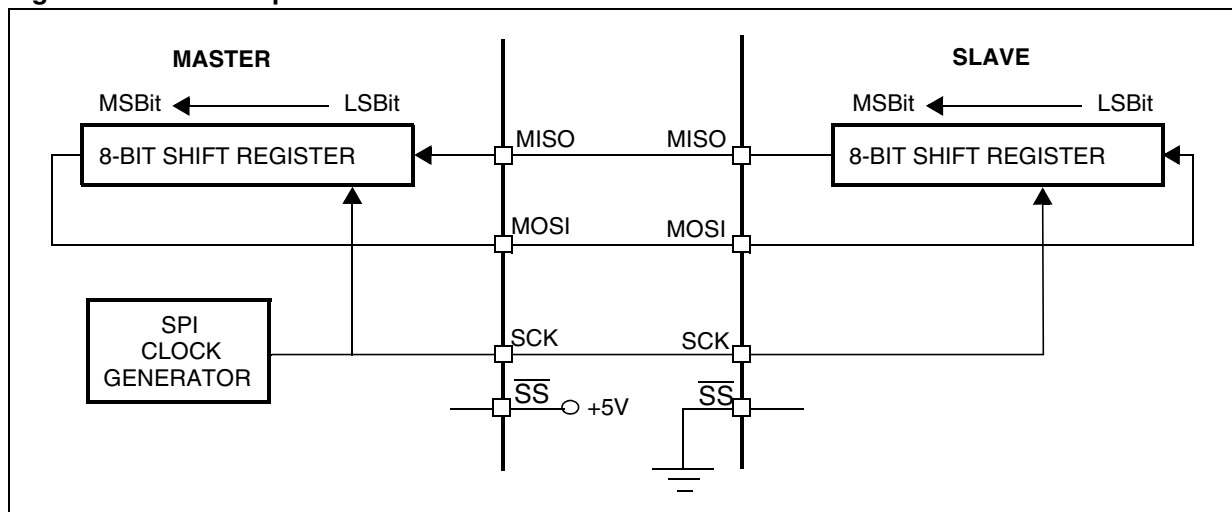 MASTER
SLAVE
MSBit LSBit
MSBit LSBit
8-BIT SHIFT REGISTER
MISO
MISO
8-BIT SHIFT REGISTER
MOSI
MOSI
SPI
CLOCK
GENERATOR
SCK
SCK
SS
+5V
SS